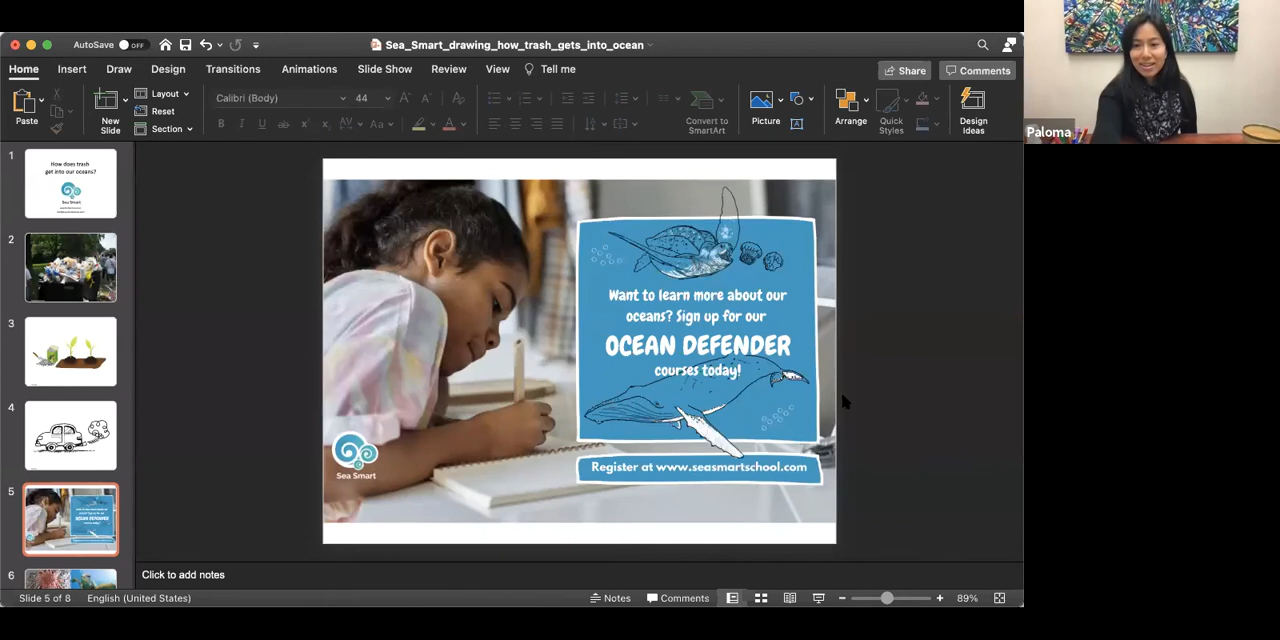 AutoSave
OFF
Sea_Smart_drawing_how_trash_gets_into_ocean
Home
Insert
Draw
Design
Transitions
Animations
Slide Show
Review
View
Tell me
Share
Comments
Paste
New
Slide
Layout
Reset
Section
Calibri (Body)
44
Convert to
SmartArt
Picture
Arrange
Quick
Styles
Design
Ideas
Paloma
1
How does trash
get into our oceans?
Sea Smart
2
3
4
5
6
Want to learn more about our
oceans? Sign up for our
OCEAN DEFENDER
courses today!
Register at www.seasmartschool.com
Sea Smart
Click to add notes
Slide 5 of 8
English (United States)
Notes
Comments
89%